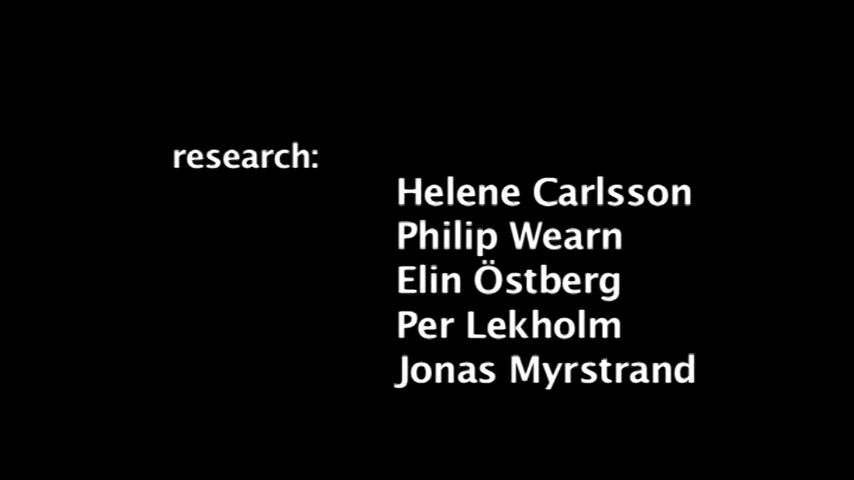 research:
Helene Carlsson
Philip Wearn
Elin Östberg
Per Lekholm
Jonas Myrstrand